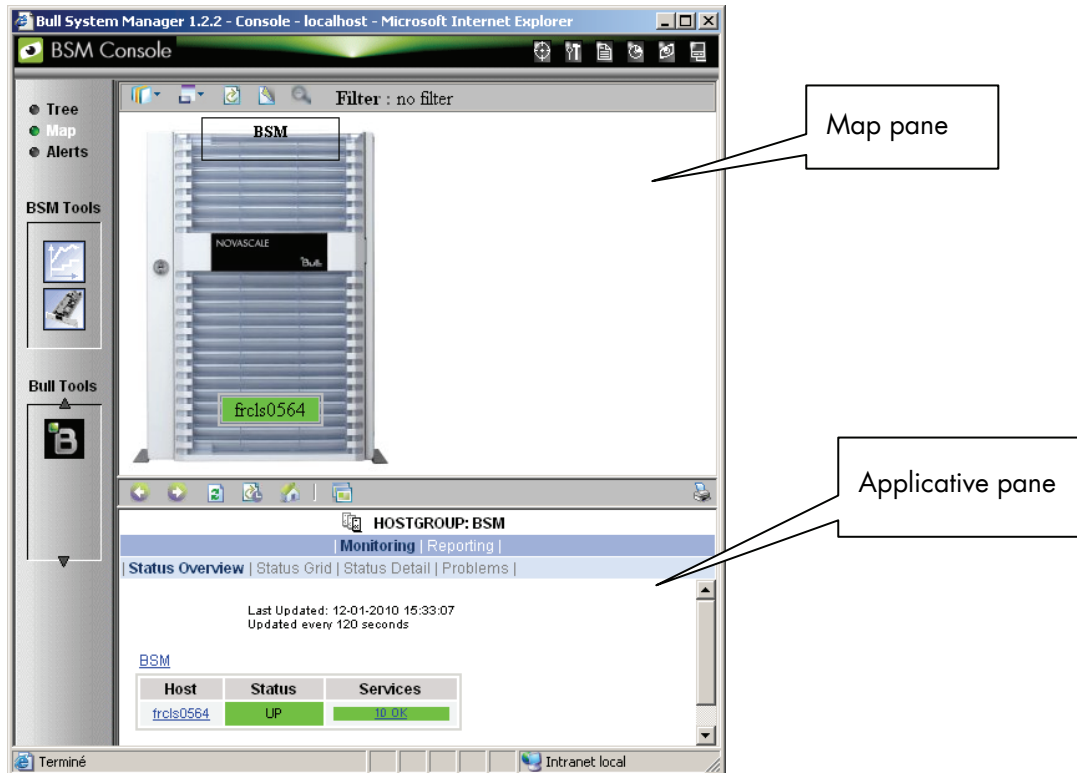 Bull System Manager 1.2.2 - Console - localhost - Microsoft Internet Explorer
BSM Console
Tree
Map
Alerts
BSM Tools
Bull Tools
Filter : no filter
BSM
NOVASCALE
Bull
frcls0564
Map pane
HOSTGROUP: BSM
| Monitoring | Reporting |
| Status Overview | Status Grid | Status Detail | Problems |
Last Updated: 12-01-2010 15:33:07
Updated every 120 seconds
BSM
Host Status Services
frcls0564 UP 10 OK
Applicative pane
Terminé Intranet local